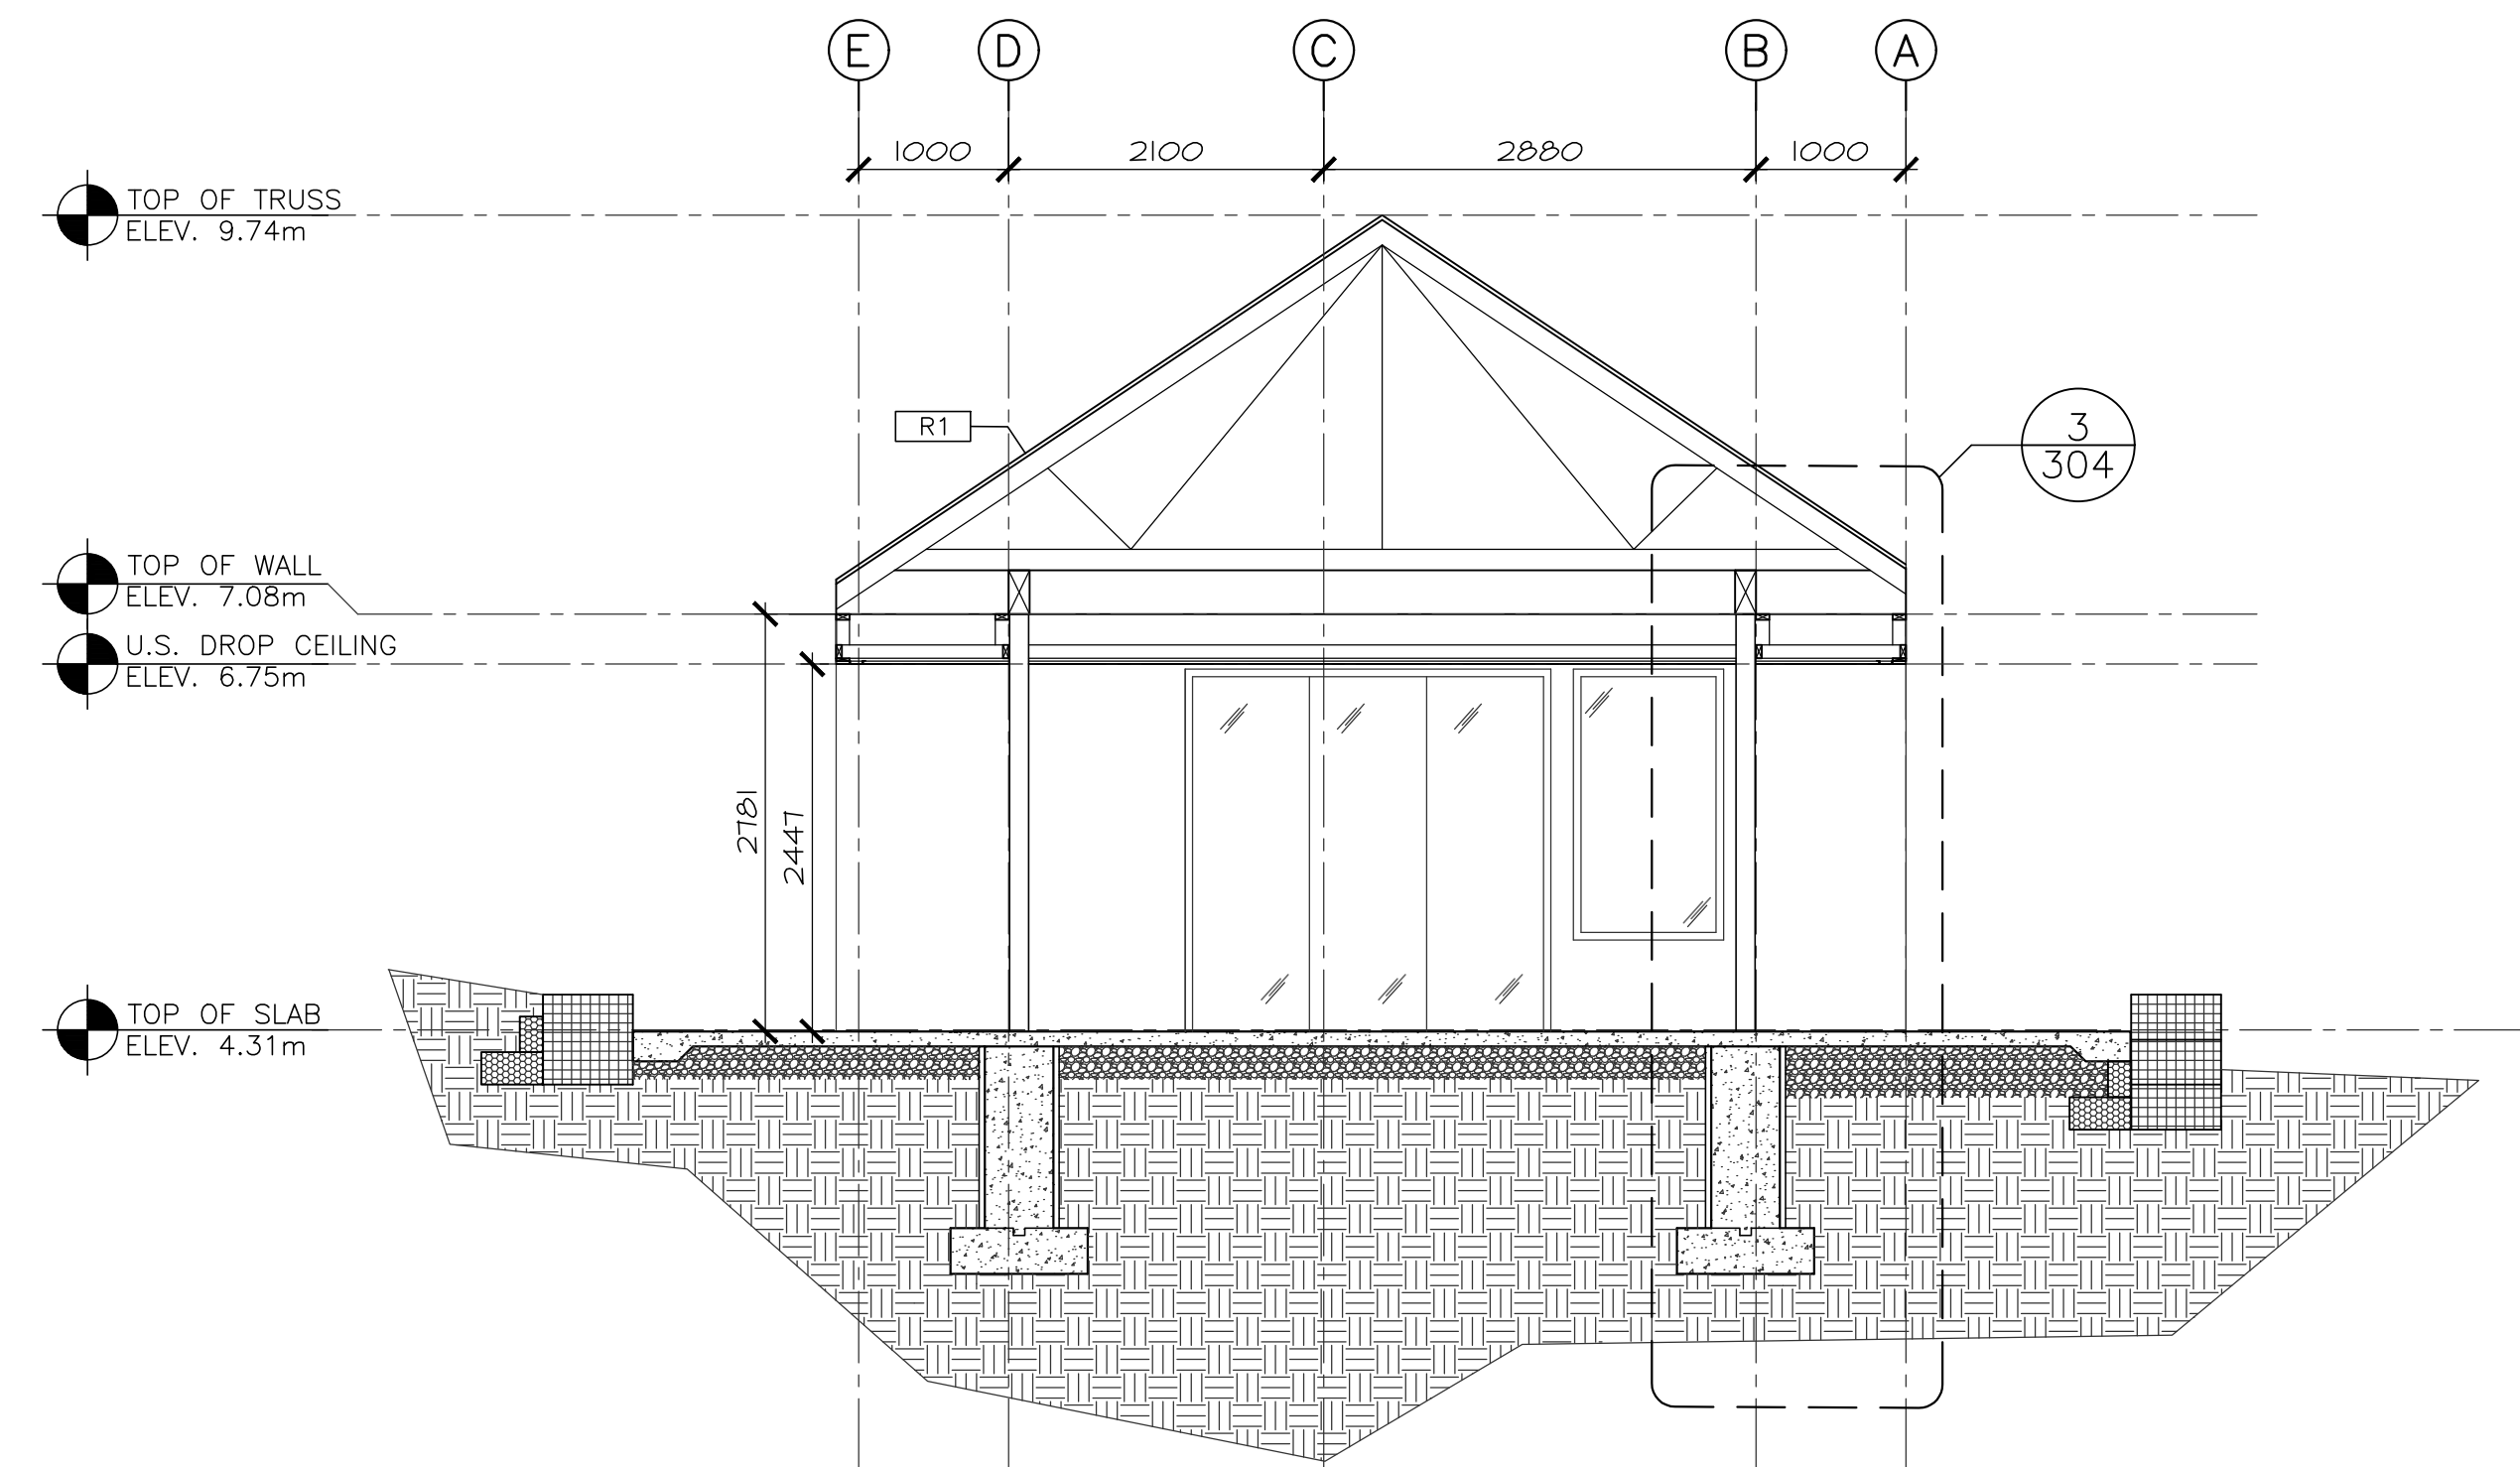 E D C B A
1000 2100 2880 1000
TOP OF TRUSS
ELEV. 9.74m
R1
3
304
TOP OF WALL
ELEV. 7.08m
U.S. DROP CEILING
ELEV. 6.75m
2781
2447
TOP OF SLAB
ELEV. 4.31m